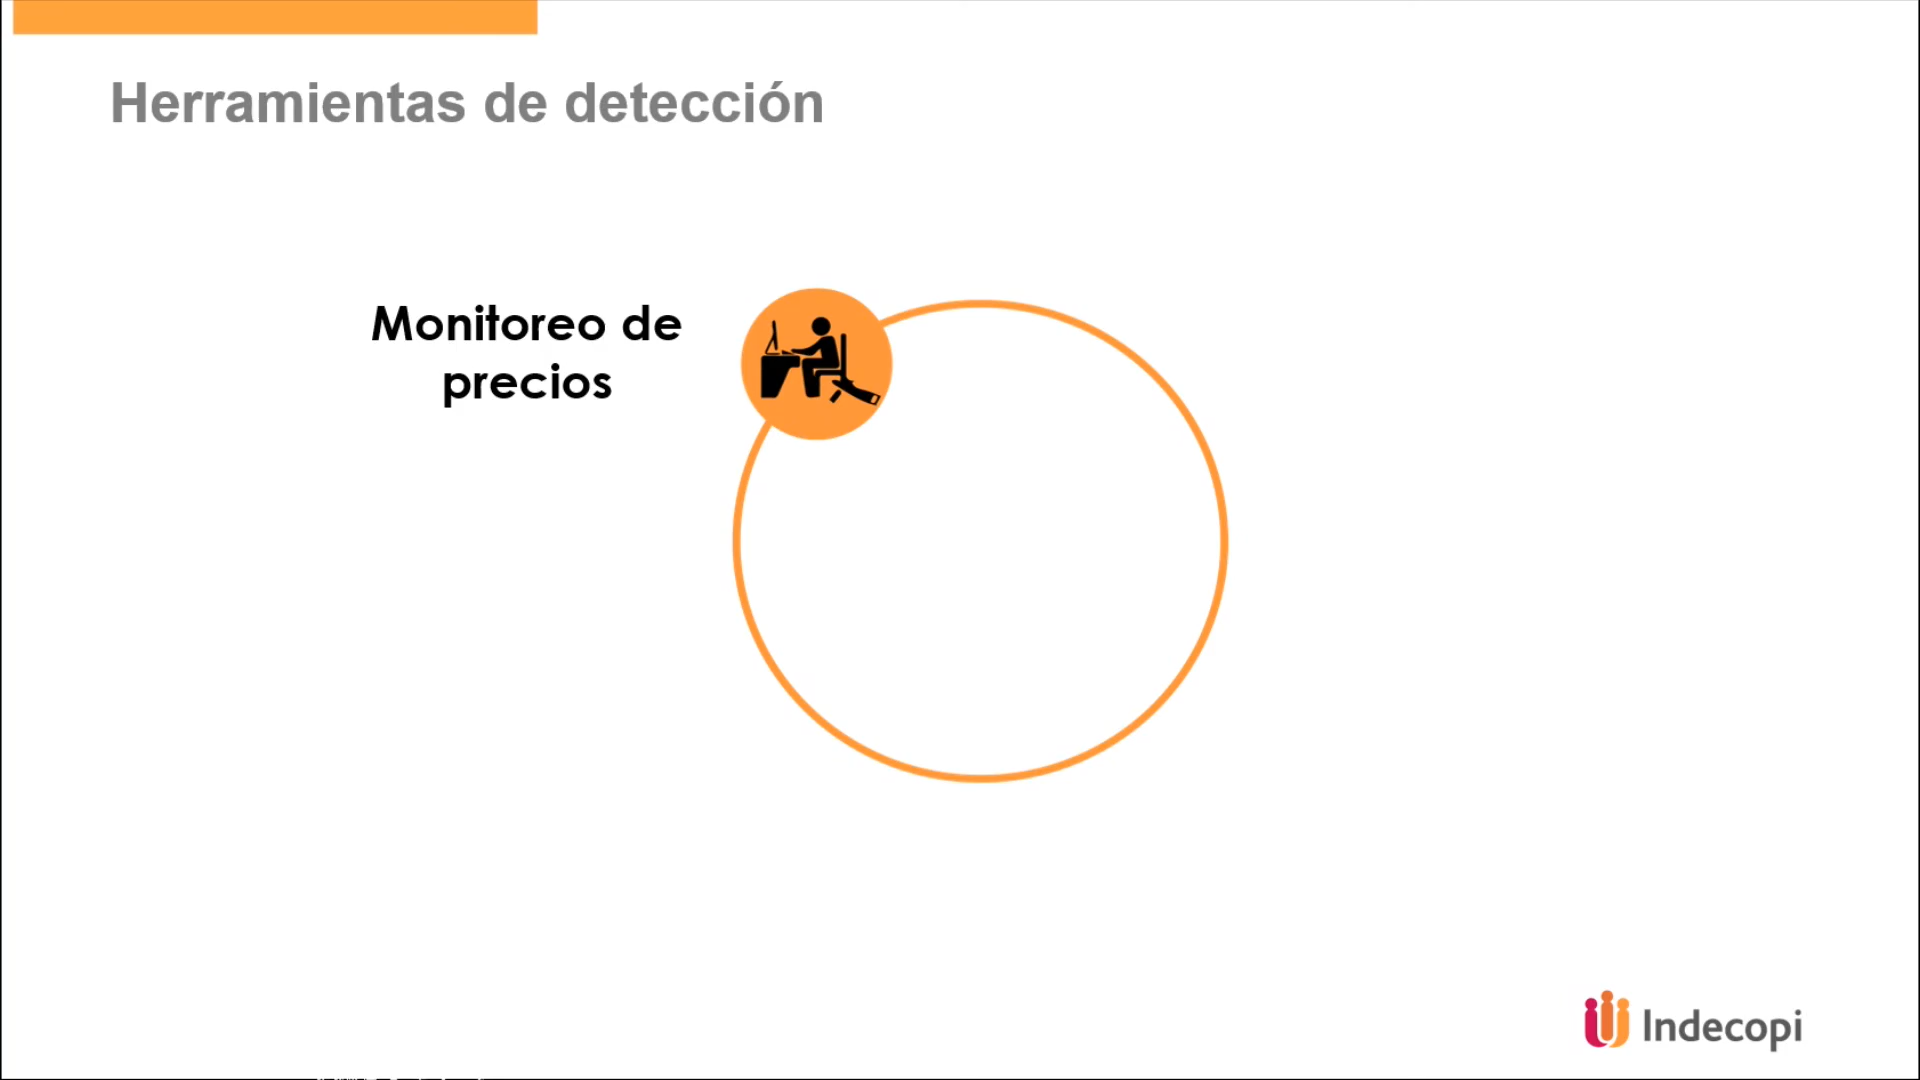 Herramientas de detección
Monitoreo de
precios
Indecopi